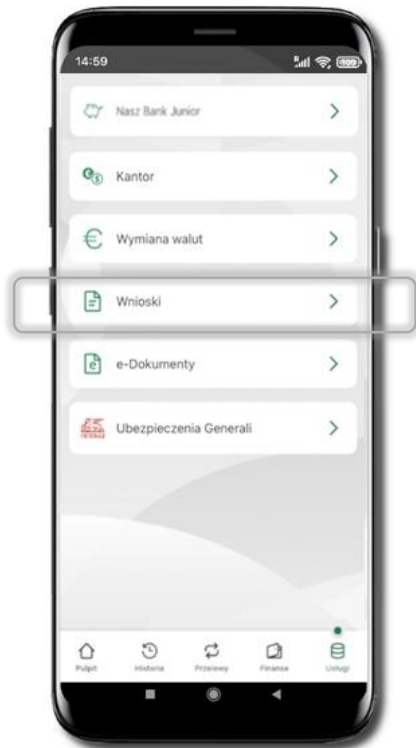 14:59
Nasz Bank Junior
Kantor
Wymiana walut
Wnioski
e-Dokumenty
Ubezpieczenia Generali
Pulpit Historia Przelewy Finanse Usługi